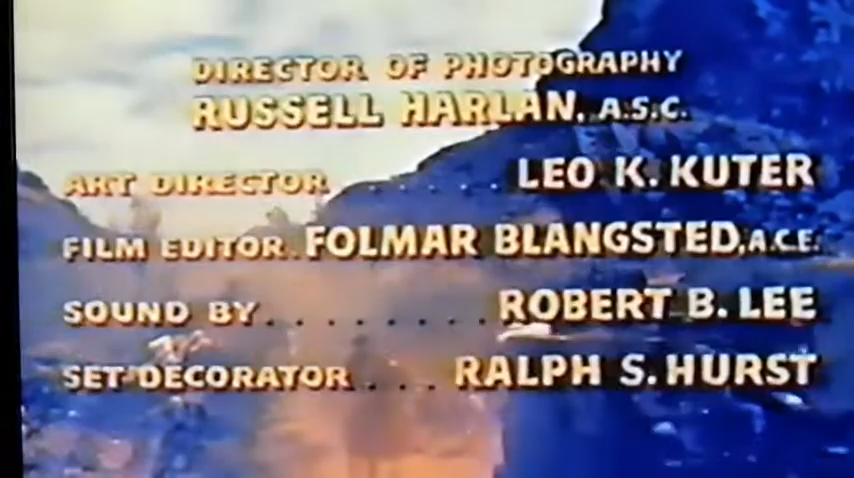 DIRECTOR OF PHOTOGRAPHY
RUSSELL HARLAN, A.S.C.
ART DIRECTOR . . . . . . LEO K. KUTER
FILM EDITOR. FOLMAR BLANGSTED, A.C.E.
SOUND BY. . . . . . . . . ROBERT B. LEE
SET DECORATOR . . . . RALPH S. HURST